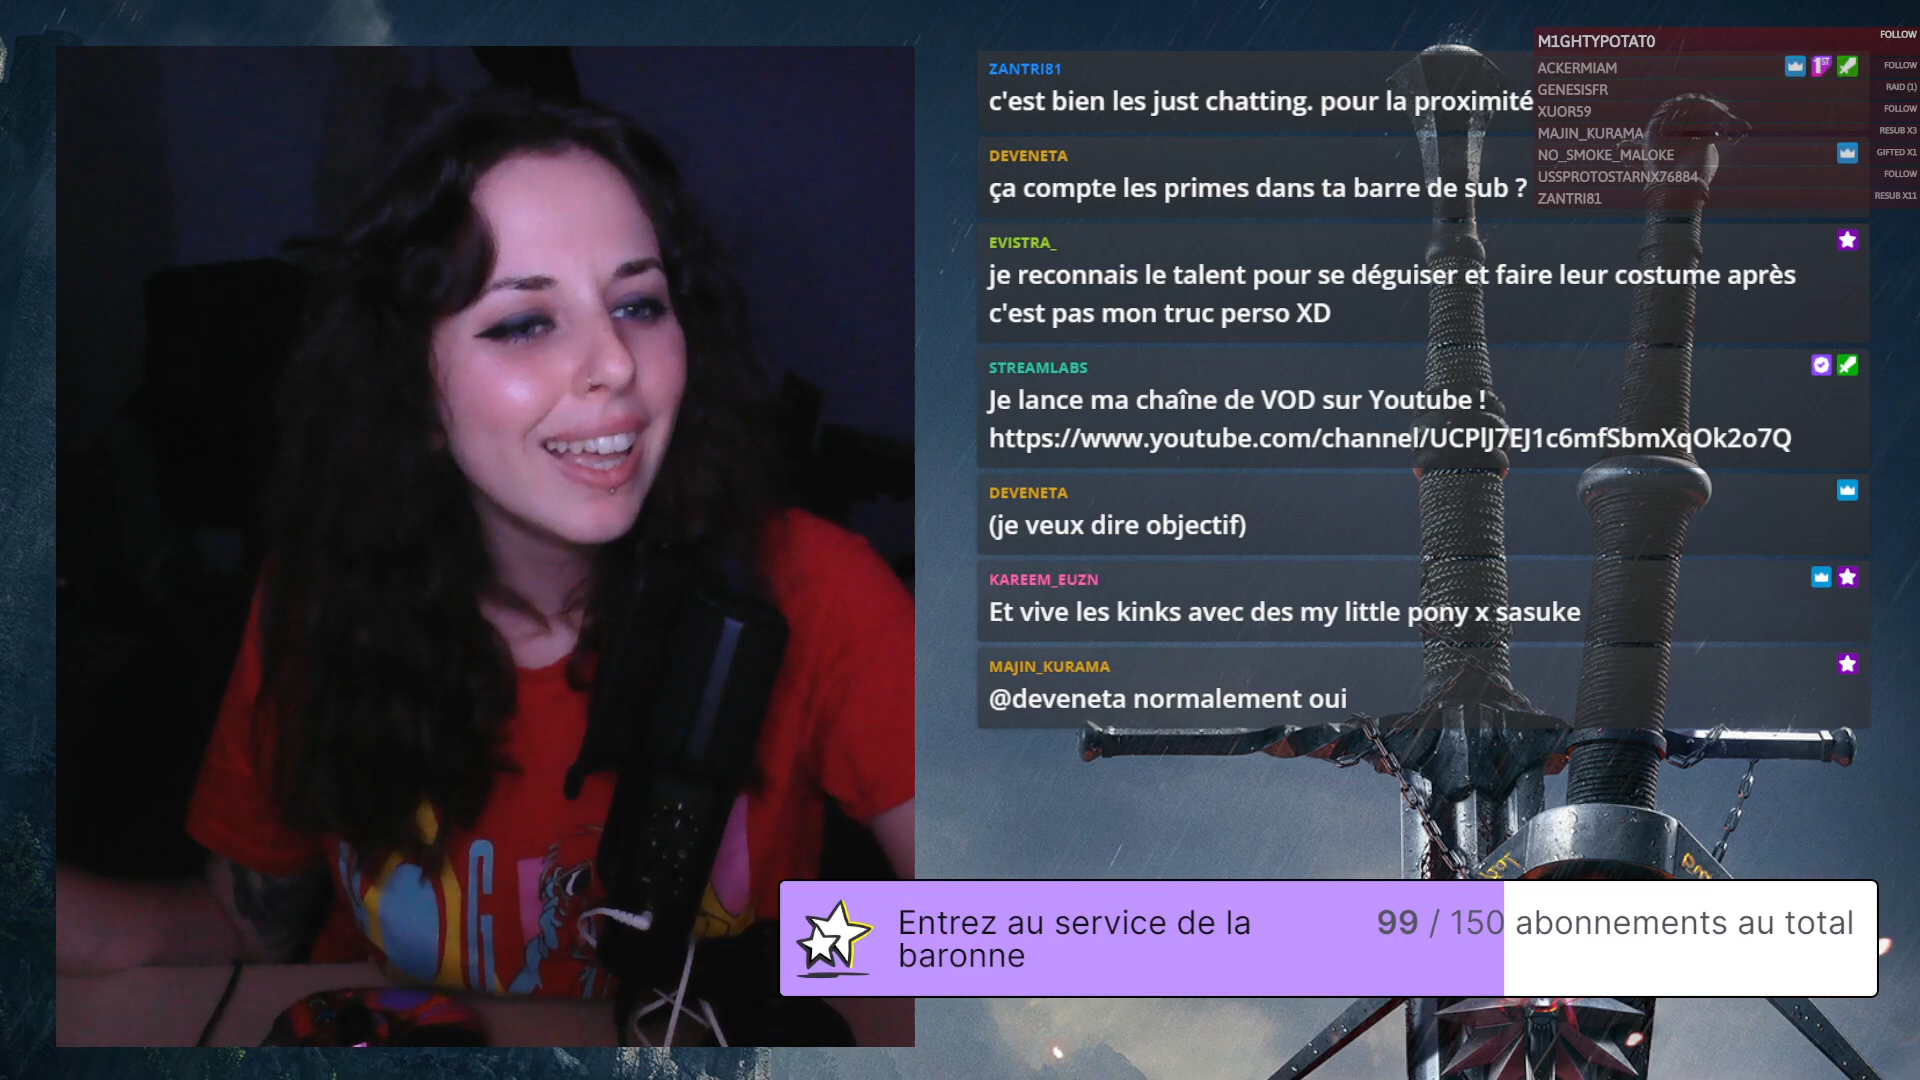 M1GHTYPOTAT0 FOLLOW
ACKERMIAM FOLLOW
GENESISFR RAID (1)
XUOR59 FOLLOW
MAJIN_KURAMA RESUB X3
NO_SMOKE_MALOKE GIFTED X1
USSPROTOSTARNX76884 FOLLOW
ZANTRI81 RESUB X11
ZANTRI81
1ST
c'est bien les just chatting. pour la proximité
DEVENETA
ça compte les primes dans ta barre de sub ?
EVISTRA_
je reconnais le talent pour se déguiser et faire leur costume après
c'est pas mon truc perso XD
STREAMLABS
Je lance ma chaîne de VOD sur Youtube !
https://www.youtube.com/channel/UCPlJ7EJ1c6mfSbmXqOk2o7Q
DEVENETA
(je veux dire objectif)
KAREEM_EUZN
Et vive les kinks avec des my little pony x sasuke
MAJIN_KURAMA
@deveneta normalement oui
Entrez au service de la
baronne
99 / 150 abonnements au total